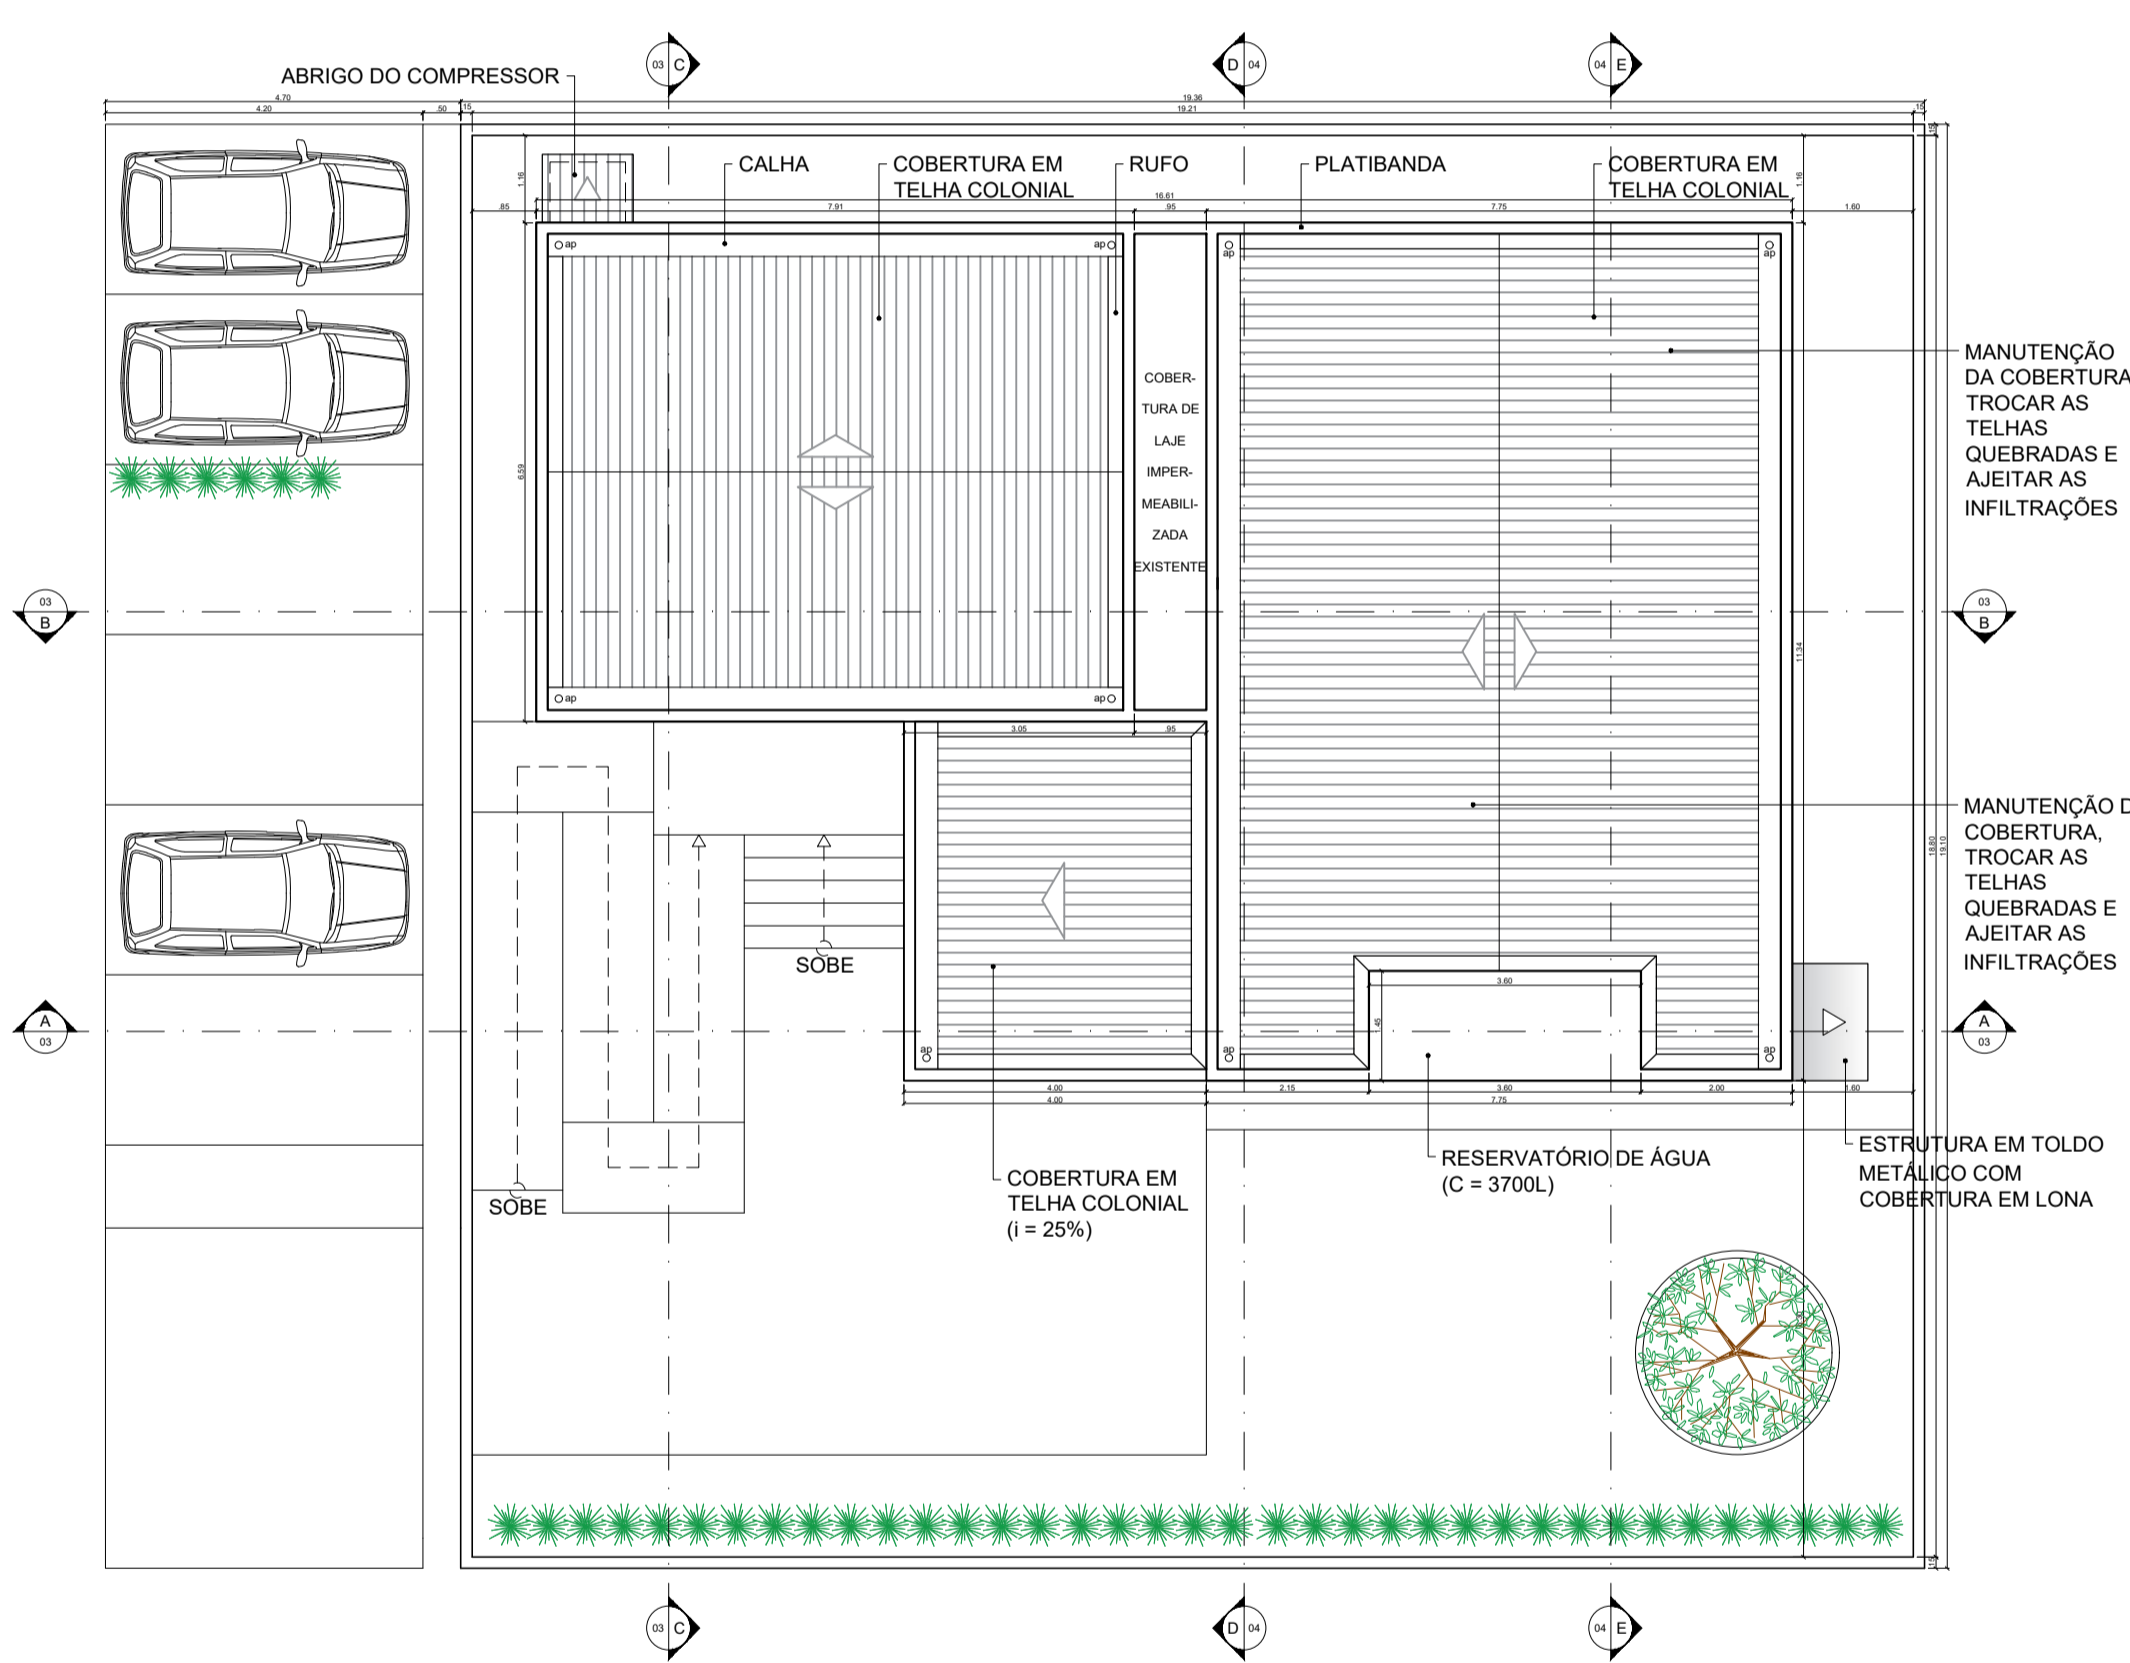 03 C
D 04
04 E
ABRIGO DO COMPRESSOR
4.70
19.36
4.20
.50
15
19.21
15
CALHA
COBERTURA EM
TELHA COLONIAL
RUFO
PLATIBANDA
COBERTURA EM
TELHA COLONIAL
15
1.16
1.16
16.61
.85
7.91
.95
7.75
1.60
ap
ap
ap
ap
MANUTENÇÃO
DA COBERTURA
TROCAR AS
TELHAS
QUEBRADAS E
AJEITAR AS
INFILTRAÇÕES
COBER-
TURA DE
LAJE
IMPER-
MEABILI-
ZADA
EXISTENTE
6.59
03
B
03
B
11.34
ap
ap
3.05
.95
MANUTENÇÃO D
COBERTURA,
TROCAR AS
TELHAS
QUEBRADAS E
AJEITAR AS
INFILTRAÇÕES
18.80
19.10
SOBE
3.60
1.45
A
03
A
03
ap
ap
ap
4.00
2.15
3.60
2.00
1.60
4.00
7.75
ESTRUTURA EM TOLDO
METÁLICO COM
COBERTURA EM LONA
RESERVATÓRIO DE ÁGUA
(C = 3700L)
COBERTURA EM
TELHA COLONIAL
(i = 25%)
SOBE
15
03 C
D 04
04 E